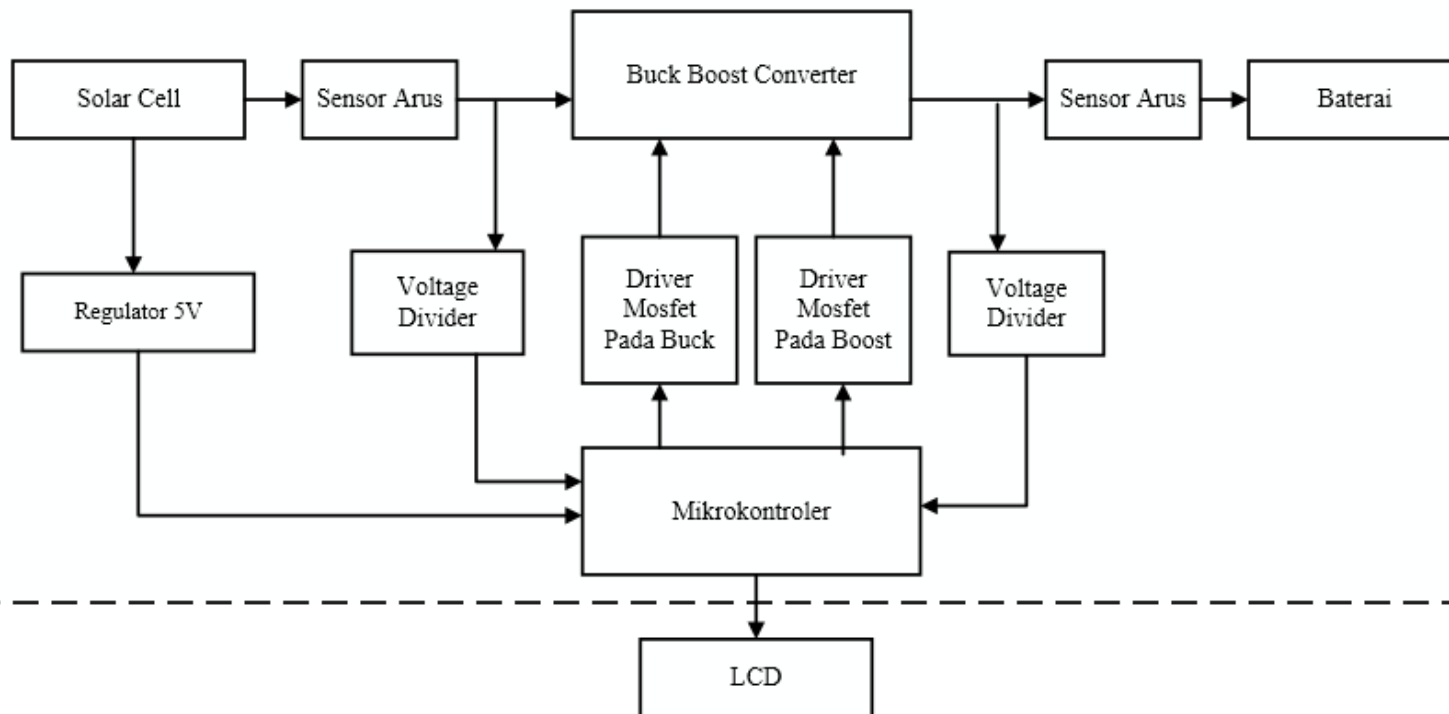 Solar Cell
Sensor Arus
Buck Boost Converter
Sensor Arus
Baterai
Regulator 5V
Voltage
Divider
Driver
Mosfet
Pada Buck
Driver
Mosfet
Pada Boost
Voltage
Divider
Mikrokontroler
LCD